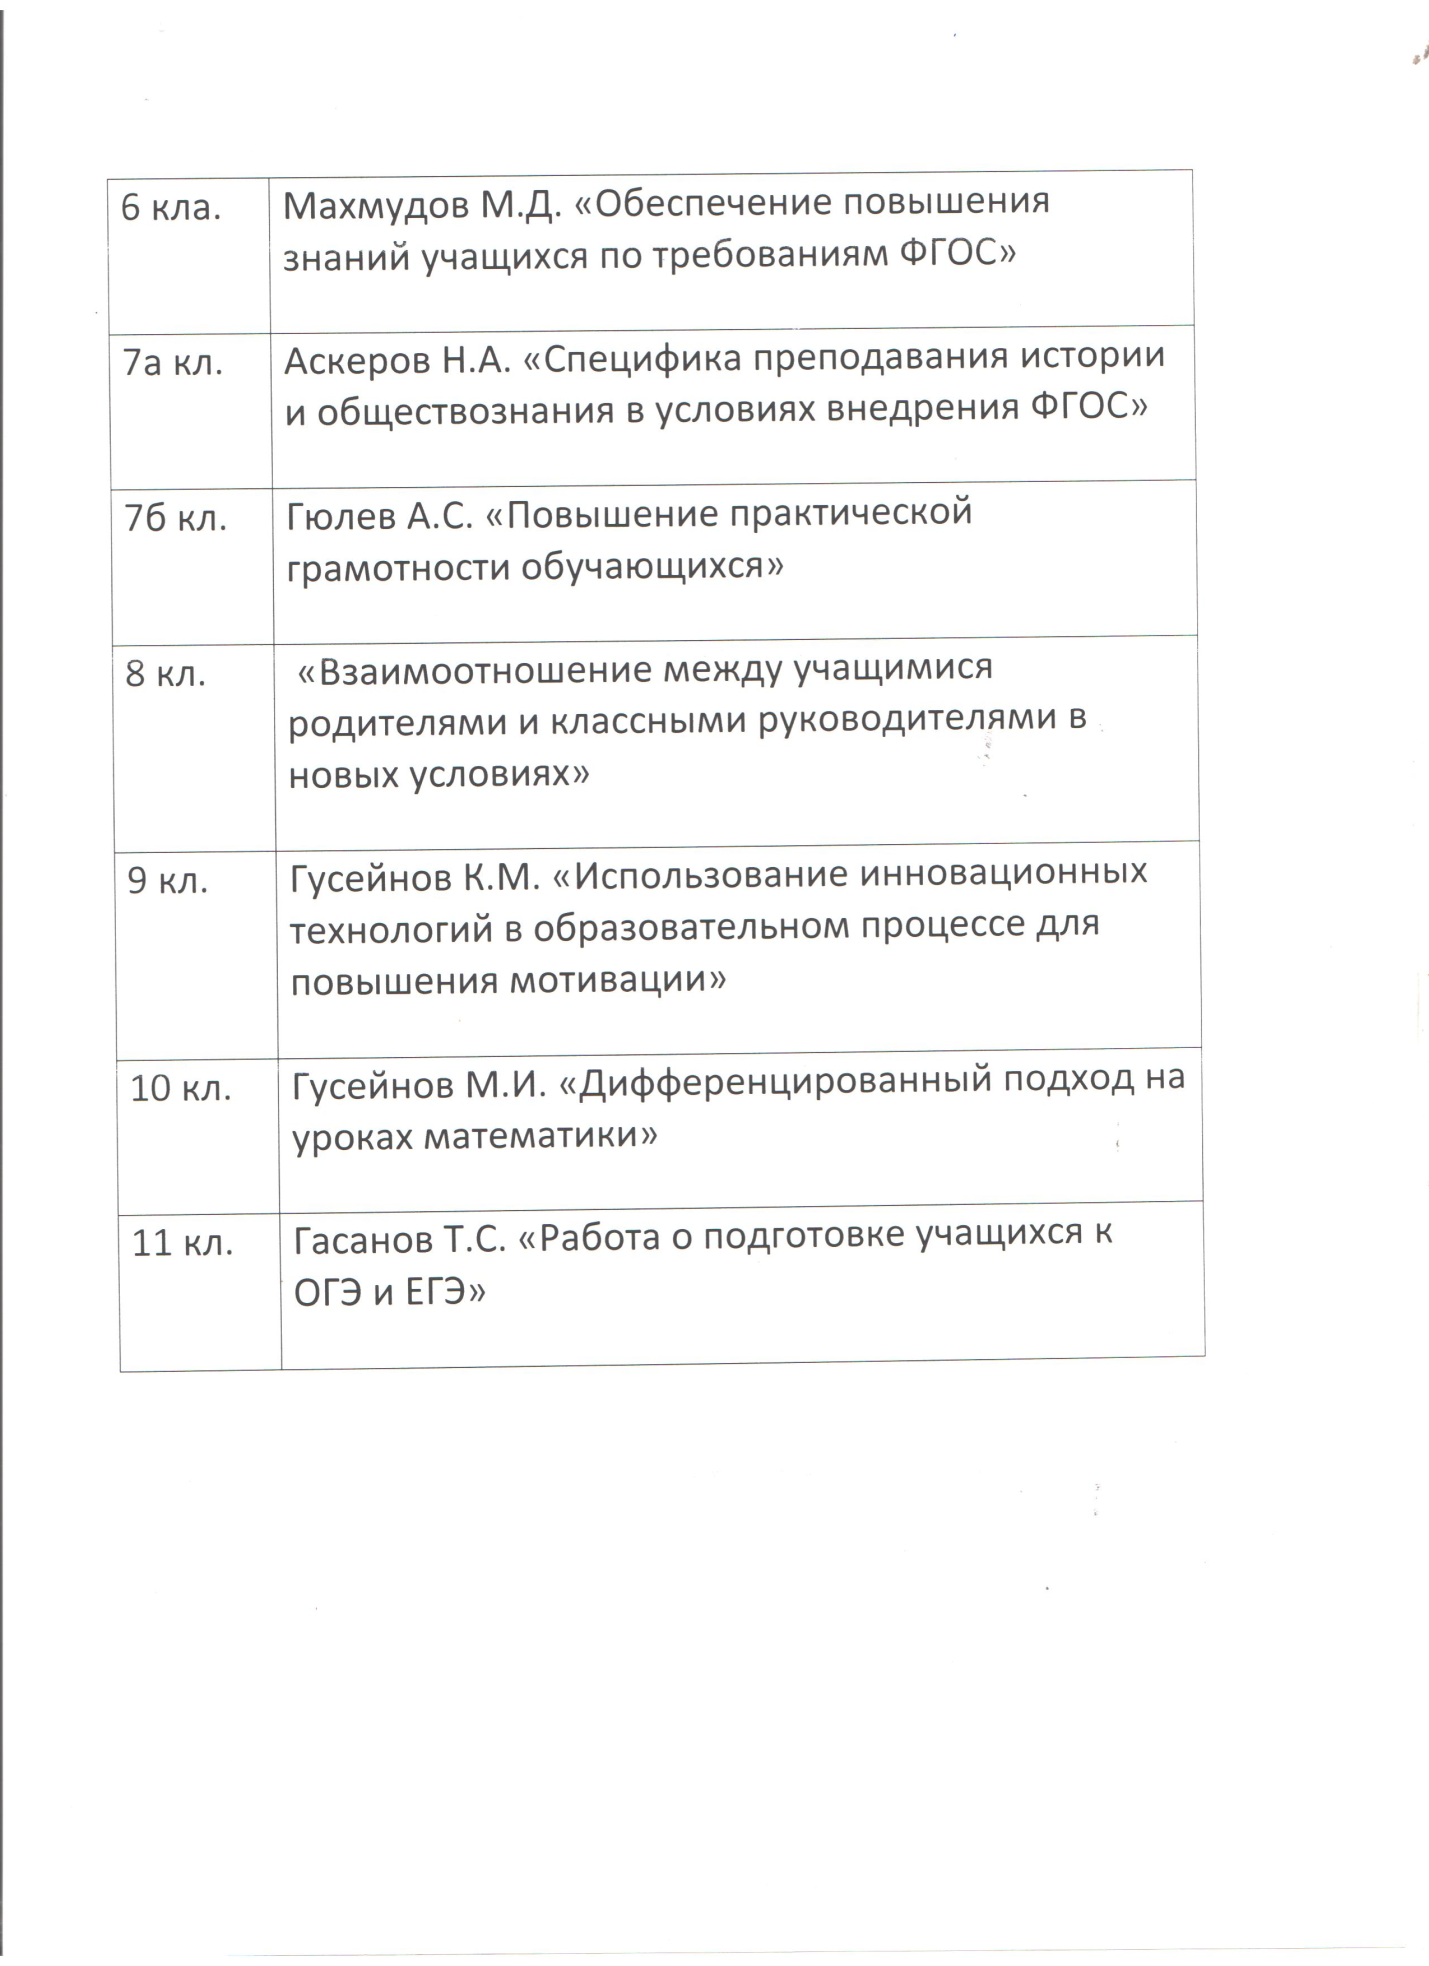 6 кла.
Махмудов М.Д. «Обеспечение повышения
знаний учащихся по требованиям ФГОС»
7а кл.
Аскеров Н.А. «Специфика преподавания истории
и обществознания в условиях внедрения ФГОС»
7б кл.
Гюлев А.С. «Повышение практической
грамотности обучающихся»
8 кл.
«Взаимоотношение между учащимися
родителями и классными руководителями в
новых условиях»
9 кл.
Гусейнов К.М. «Использование инновационных
технологий в образовательном процессе для
повышения мотивации»
10 кл.
Гусейнов М.И. «Дифференцированный подход на
уроках математики»
11 кл.
Гасанов Т.С. «Работа о подготовке учащихся к
ОГЭ и ЕГЭ»